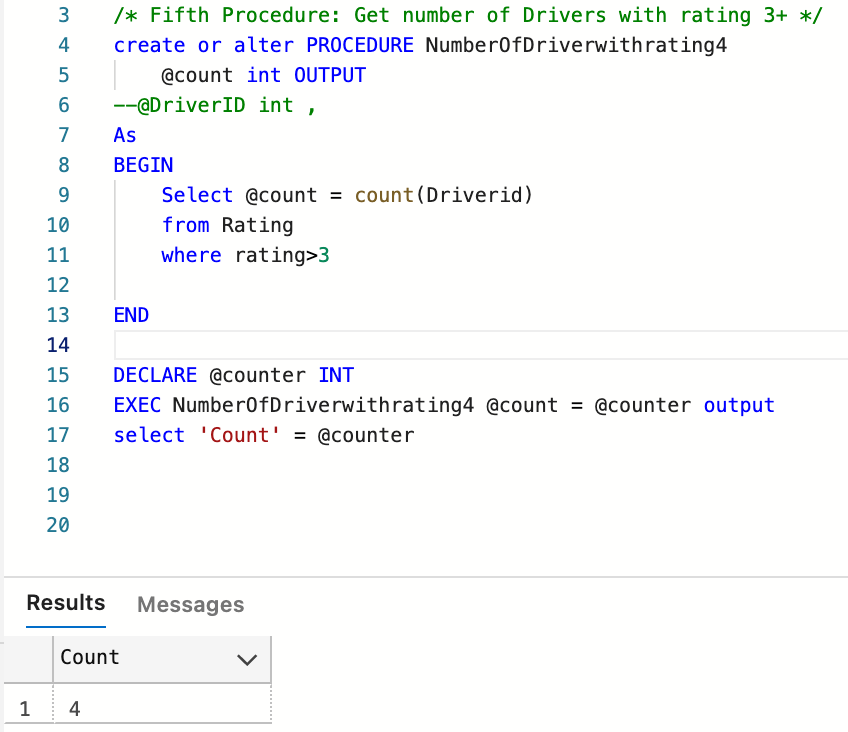 3 /* Fifth Procedure: Get number of Drivers with rating 3+ */
4 create or alter PROCEDURE NumberOfDriverwithrating4
5 @count int OUTPUT
6 --@DriverID int ,
7 As
8 BEGIN
9 Select @count = count(Driverid)
10 from Rating
11 where rating>3
12
13 END
14
15 DECLARE @counter INT
16 EXEC NumberOfDriverwithrating4 @count = @counter output
17 select 'Count' = @counter
18
19
20
Results Messages
Count
1 4